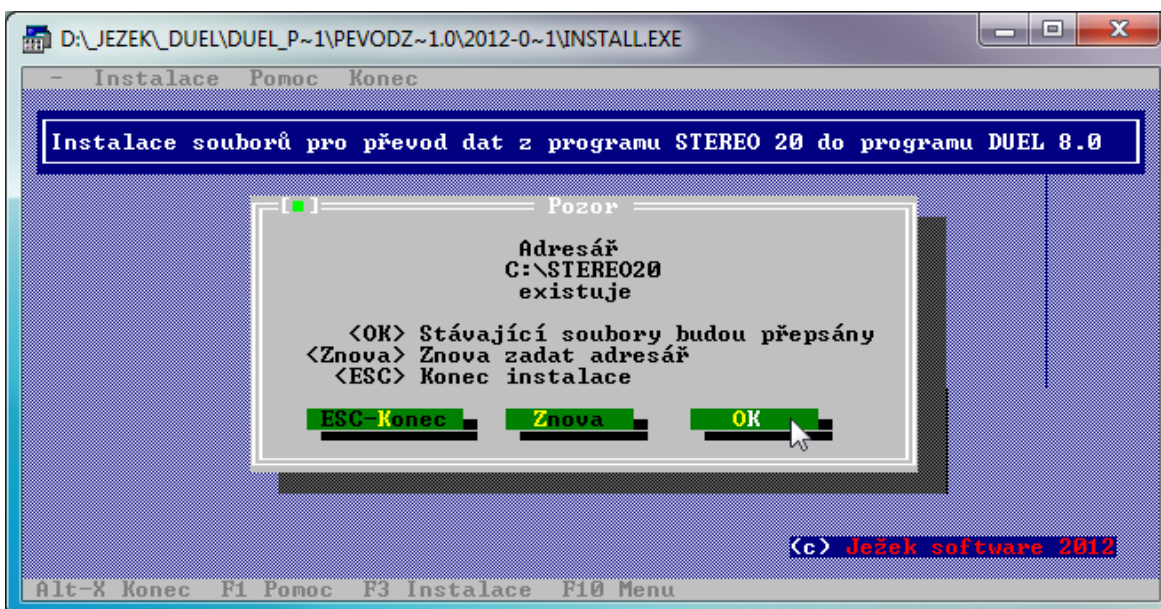 D:\_JEZEK\_DUEL\DUEL_P~1\PEVODZ~1.0\2012-0~1\INSTALL.EXE
- Instalace Pomoc Konec
Instalace souborů pro převod dat z programu STEREO 20 do programu DUEL 8.0
Pozor
Adresář
C:\STEREO20
existuje
<OK> Stávající soubory budou přepsány
<Znova> Znova zadat adresář
<ESC> Konec instalace
ESC-Konec Znova OK
(c) Ježek software 2012
Alt-X Konec F1 Pomoc F3 Instalace F10 Menu